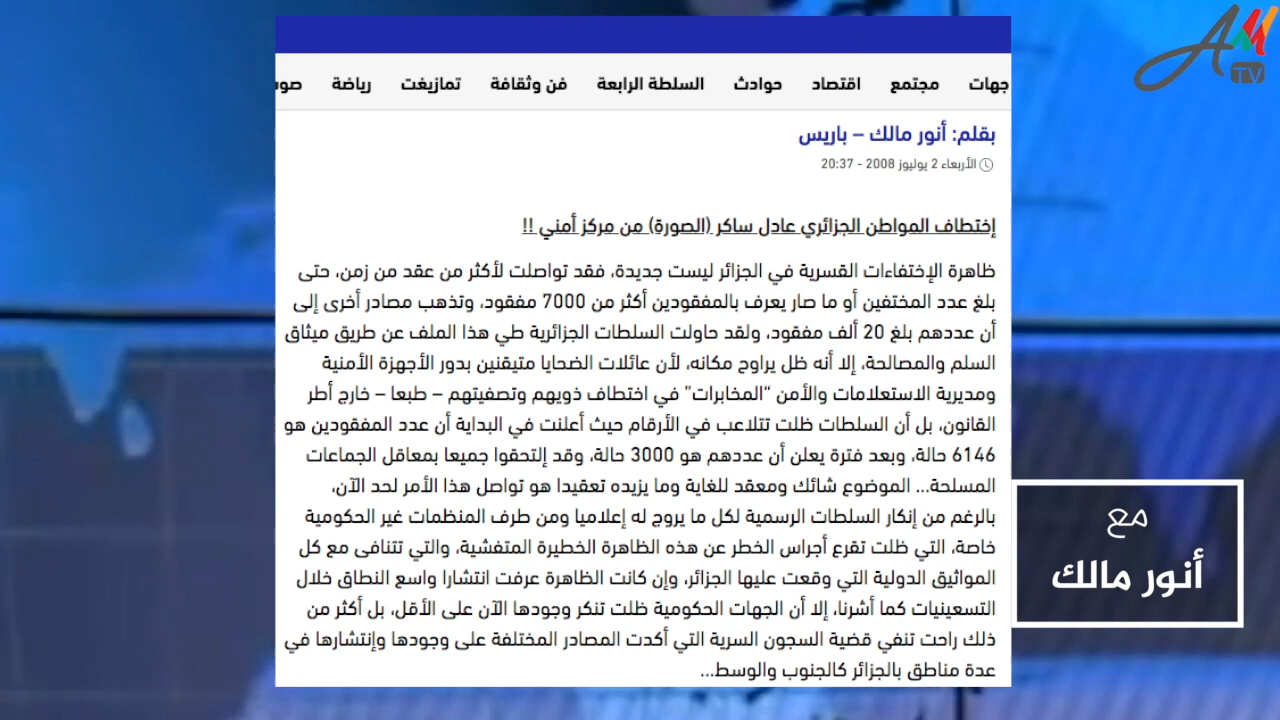 جهات مجتمع اقتصاد حوادث السلطة الرابعة فن وثقافة تمازيغت رياضة صو
بقلم: أنور مالك – باريس
الأربعاء 2 يوليوز 2008 - 20:37
إختطاف المواطن الجزائري عادل ساكر (الصورة) من مركز أمني !!
ظاهرة الإختفاءات القسرية في الجزائر ليست جديدة، فقد تواصلت لأكثر من عقد من زمن، حتى
بلغ عدد المختفين أو ما صار يعرف بالمفقودين أكثر من 7000 مفقود، وتذهب مصادر أخرى إلى
أن عددهم بلغ 20 ألف مفقود، ولقد حاولت السلطات الجزائرية طي هذا الملف عن طريق ميثاق
السلم والمصالحة، إلا أنه ظل يراوح مكانه، لأن عائلات الضحايا متيقنين بدور الأجهزة الأمنية
ومديرية الاستعلامات والأمن “المخابرات” في اختطاف ذويهم وتصفيتهم – طبعا – خارج أطر
القانون، بل أن السلطات ظلت تتلاعب في الأرقام حيث أعلنت في البداية أن عدد المفقودين هو
6146 حالة، وبعد فترة يعلن أن عددهم هو 3000 حالة، وقد إلتحقوا جميعا بمعاقل الجماعات
المسلحة... الموضوع شائك ومعقد للغاية وما يزيده تعقيدا هو تواصل هذا الأمر لحد الآن،
بالرغم من إنكار السلطات الرسمية لكل ما يروج له إعلاميا ومن طرف المنظمات غير الحكومية
خاصة، التي ظلت تقرع أجراس الخطر عن هذه الظاهرة الخطيرة المتفشية، والتي تتنافى مع كل
المواثيق الدولية التي وقعت عليها الجزائر، وإن كانت الظاهرة عرفت انتشارا واسع النطاق خلال
التسعينيات كما أشرنا، إلا أن الجهات الحكومية ظلت تنكر وجودها الآن على الأقل، بل أكثر من
ذلك راحت تنفي قضية السجون السرية التي أكدت المصادر المختلفة على وجودها وإنتشارها في
عدة مناطق بالجزائر كالجنوب والوسط...
مع
أنور مالك
TV